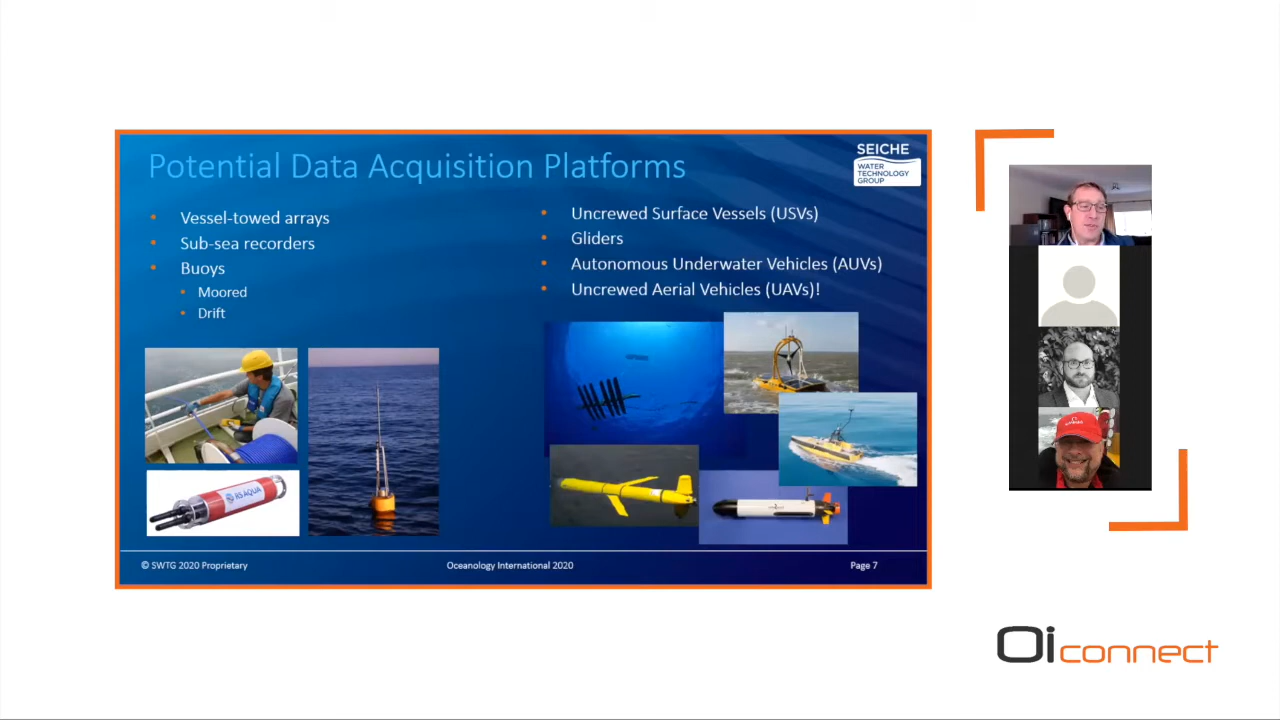 Potential Data Acquisition Platforms
SEICHE
WATER
TECHNOLOGY
GROUP
• Vessel-towed arrays
• Sub-sea recorders
• Buoys
• Moored
• Drift
• Uncrewed Surface Vessels (USVs)
• Gliders
• Autonomous Underwater Vehicles (AUVs)
• Uncrewed Aerial Vehicles (UAVs)!
RS AQUA
© SWTG 2020 Proprietary
Oceanology International 2020
Page 7
Oi connect